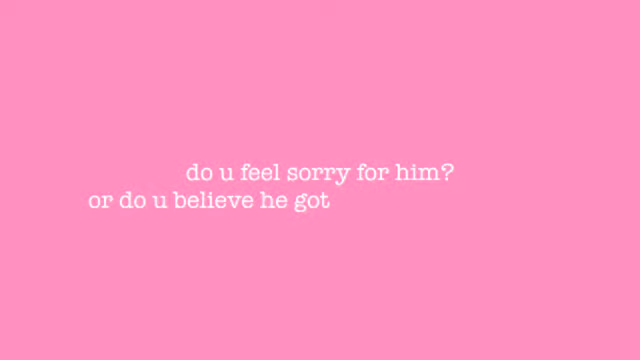 do u feel sorry for him?
or do u believe he got